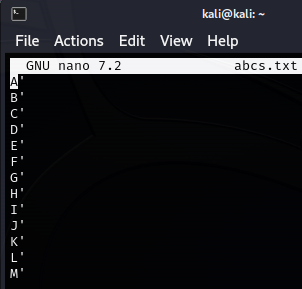 kali@kali: ~
File Actions Edit View Help
GNU nano 7.2 abcs.txt
A'
B'
C'
D'
E'
F'
G'
H'
I'
J'
K'
L'
M'